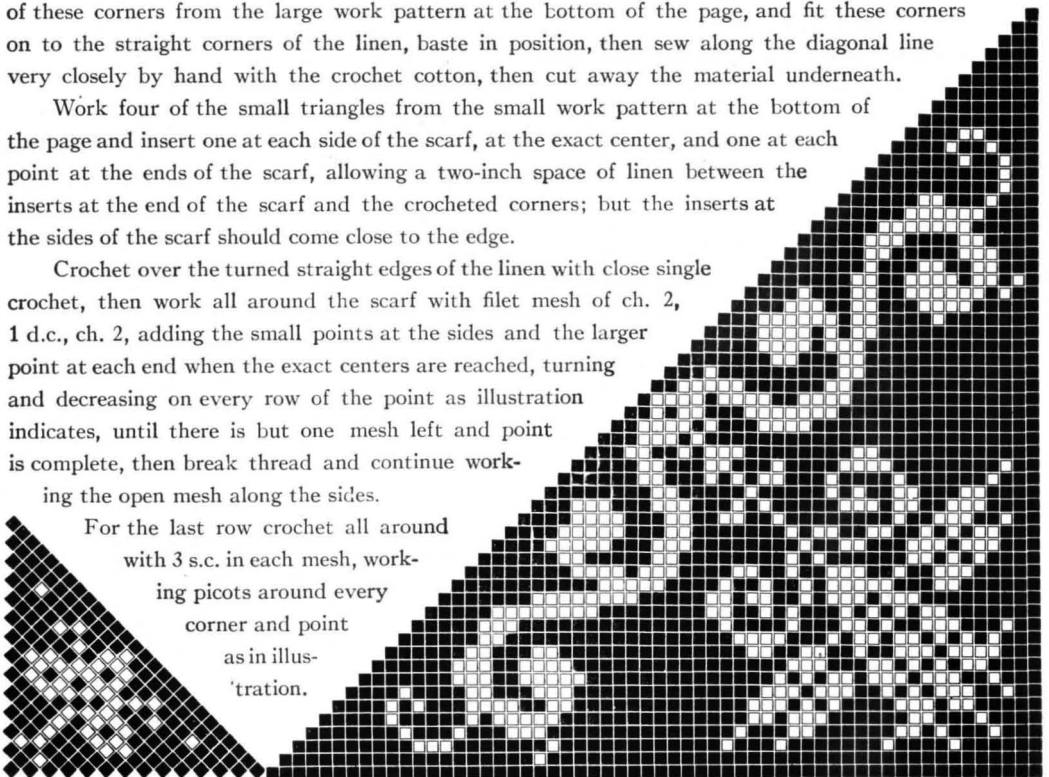 of these corners from the large work pattern at the bottom of the page, and fit these corners
on to the straight corners of the linen, baste in position, then sew along the diagonal line
very closely by hand with the crochet cotton, then cut away the material underneath.
Work four of the small triangles from the small work pattern at the bottom of
the page and insert one at each side of the scarf, at the exact center, and one at each
point at the ends of the scarf, allowing a two-inch space of linen between the
inserts at the end of the scarf and the crocheted corners; but the inserts at
the sides of the scarf should come close to the edge.
Crochet over the turned straight edges of the linen with close single
crochet, then work all around the scarf with filet mesh of ch. 2,
1 d.c., ch. 2, adding the small points at the sides and the larger
point at each end when the exact centers are reached, turning
and decreasing on every row of the point as illustration
indicates, until there is but one mesh left and point
is complete, then break thread and continue work-
ing the open mesh along the sides.
For the last row crochet all around
with 3 s.c. in each mesh, work-
ing picots around every
corner and point
as in illus-
tration.